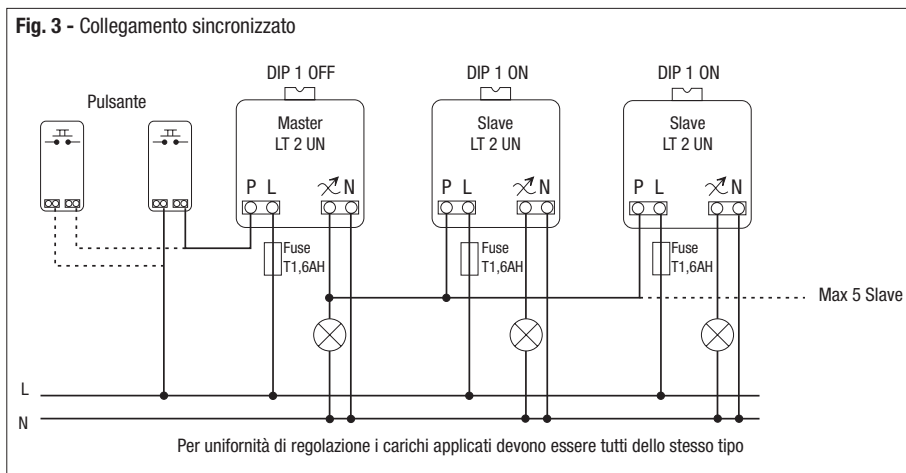 Fig. 3 - Collegamento sincronizzato
DIP 1 OFF
DIP 1 ON
DIP 1 ON
Pulsante
Master
LT 2 UN
Slave
LT 2 UN
Slave
LT 2 UN
P L N
P L N
P L N
Fuse
T1,6AH
Fuse
T1,6AH
Fuse
T1,6AH
Max 5 Slave
L
N
Per unifornità di regolazione i carichi applicati devono essere tutti dello stesso tipo